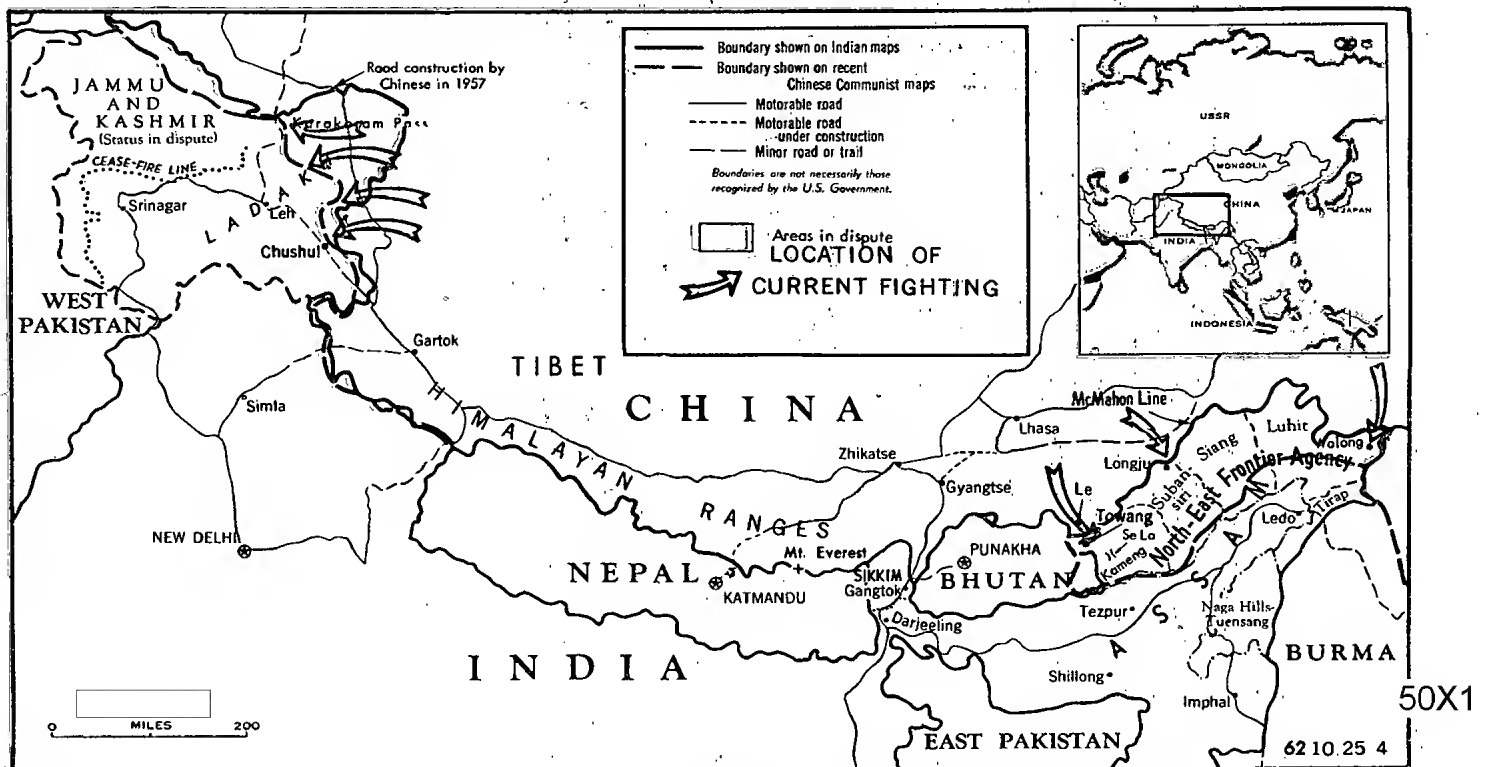 Road construction by
Chinese in 1957
JAMMU
AND
KASHMIR
(Status in dispute)
Karakoram Pass
CEASE-FIRE LINE
Srinagar
LADAK
Leh
Chushul
WEST
PAKISTAN
Boundary shown on Indian maps
Boundary shown on recent
Chinese Communist maps
Motorable road
Motorable road
under construction
Minor road or trail
Boundaries are not necessarily those
recognized by the U.S. Government.
Areas in dispute
LOCATION OF
CURRENT FIGHTING
USSR
MONGOLIA
CHINA
JAPAN
INDIA
INDONESIA
Gartok
Simla
TIBET
CHINA
HIMALAYAN RANGES
NEW DELHI
Zhikatse
Gyangtse
Lhasa
McMahon Line
Longju
Le
Towang
Se La
Kameng
Subansiri
Siang
Luhit
Walong
North-East Frontier Agency
Tirap
Ledo
ASSAM
NEPAL
KATMANDU
Mt. Everest
SIKKIM
Gangtok
PUNAKHA
BHUTAN
Darjeeling
Tezpur
Naga Hills-
Tuensang
INDIA
Shillong
Imphal
BURMA
EAST PAKISTAN
0 MILES 200
50X1
62 10.25 4